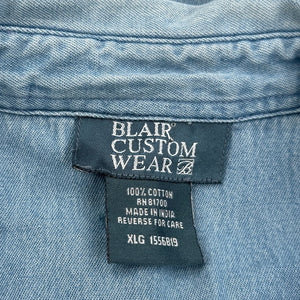 BLAIR
CUSTOM
WEAR B
100% COTTON
RN 81700
MADE IN INDIA
REVERSE FOR CARE
XLG 1556819